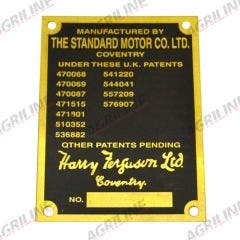 MANUFACTURED BY
THE STANDARD MOTOR CO. LTD.
COVENTRY
UNDER THESE U.K. PATENTS
470068 541220
470069 544041
470087 557209
471515 576907
471301
510352
536882
OTHER PATENTS PENDING
Harry Ferguson Ltd.
Coventry.
NO.
AGRILINE